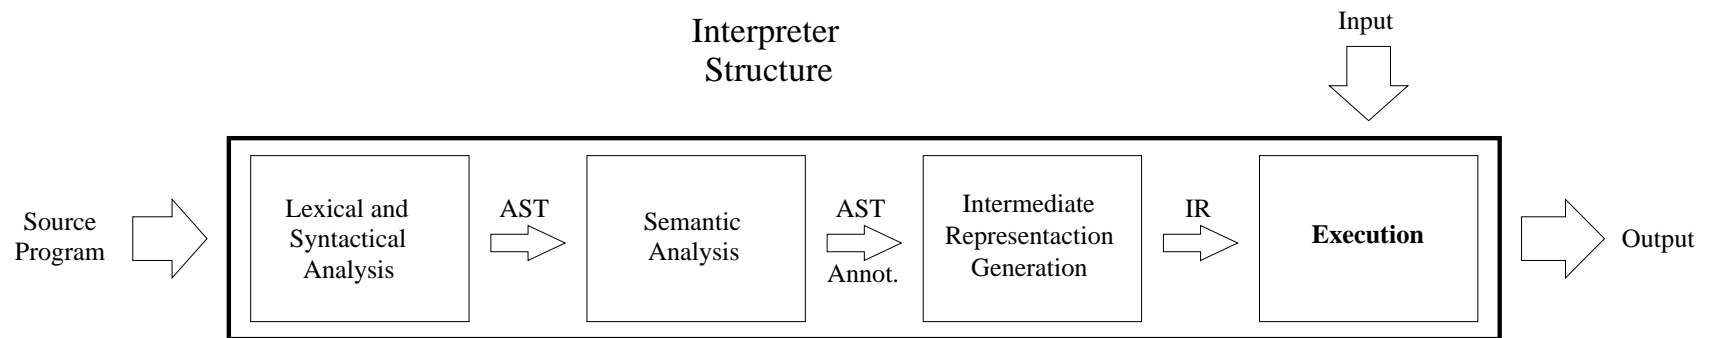 Interpreter
Structure
Input
Source
Program
Lexical and
Syntactical
Analysis
AST
Semantic
Analysis
AST
Annot.
Intermediate
Representaction
Generation
IR
Execution
Output